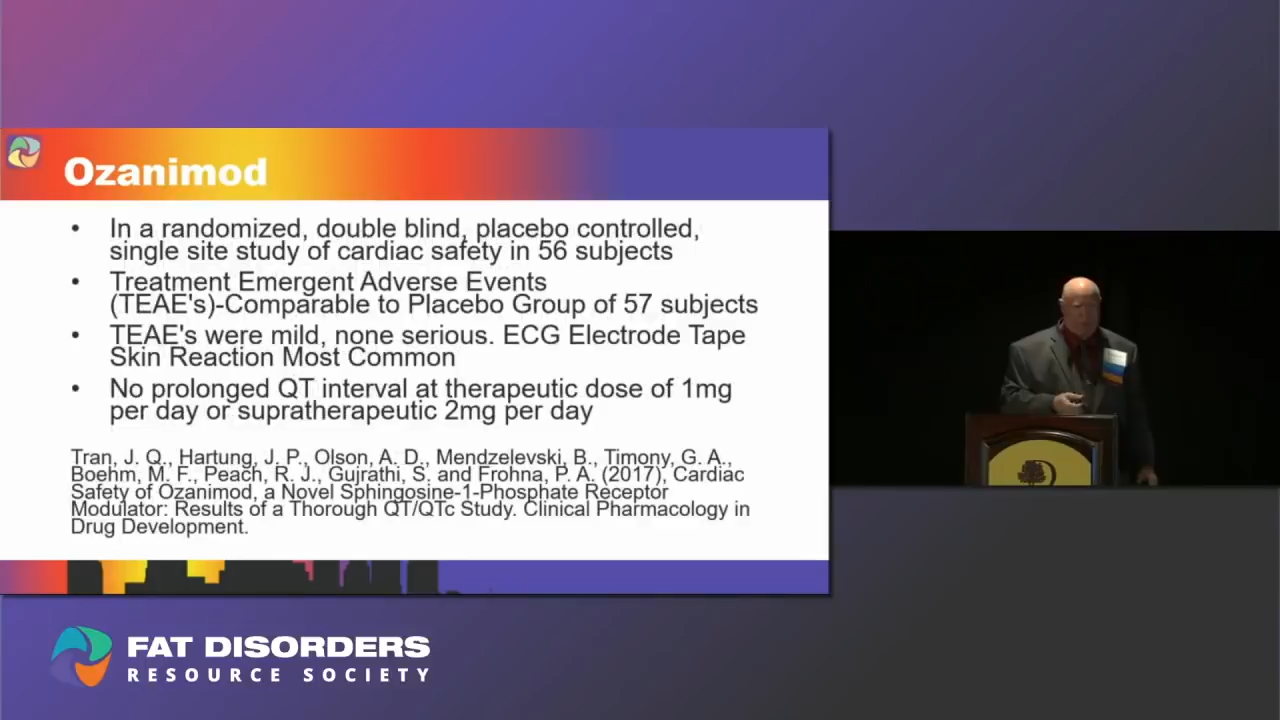 Ozanimod
• In a randomized, double blind, placebo controlled,
single site study of cardiac safety in 56 subjects
• Treatment Emergent Adverse Events
(TEAE's)-Comparable to Placebo Group of 57 subjects
• TEAE's were mild, none serious. ECG Electrode Tape
Skin Reaction Most Common
• No prolonged QT interval at therapeutic dose of 1mg
per day or supratherapeutic 2mg per day
Tran, J. Q., Hartung, J. P., Olson, A. D., Mendzelevski, B., Timony, G. A.,
Boehm, M. F., Peach, R. J., Gujrathi, S. and Frohna, P. A. (2017), Cardiac
Safety of Ozanimod, a Novel Sphingosine-1-Phosphate Receptor
Modulator: Results of a Thorough QT/QTc Study. Clinical Pharmacology in
Drug Development.
FAT DISORDERS
RESOURCE SOCIETY